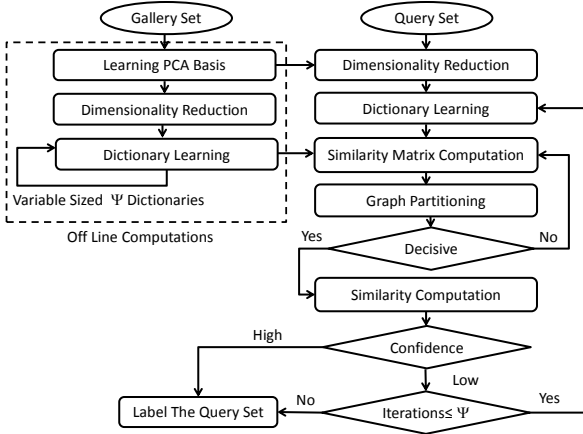 Gallery Set
Query Set
Learning PCA Basis
Dimensionality Reduction
Dimensionality Reduction
Dictionary Learning
Dictionary Learning
Similarity Matrix Computation
Variable Sized Ψ Dictionaries
Graph Partitioning
Off Line Computations
Yes
Decisive
No
Similarity Computation
High
Confidence
Low
Label The Query Set
No
Iterations≤ Ψ
Yes